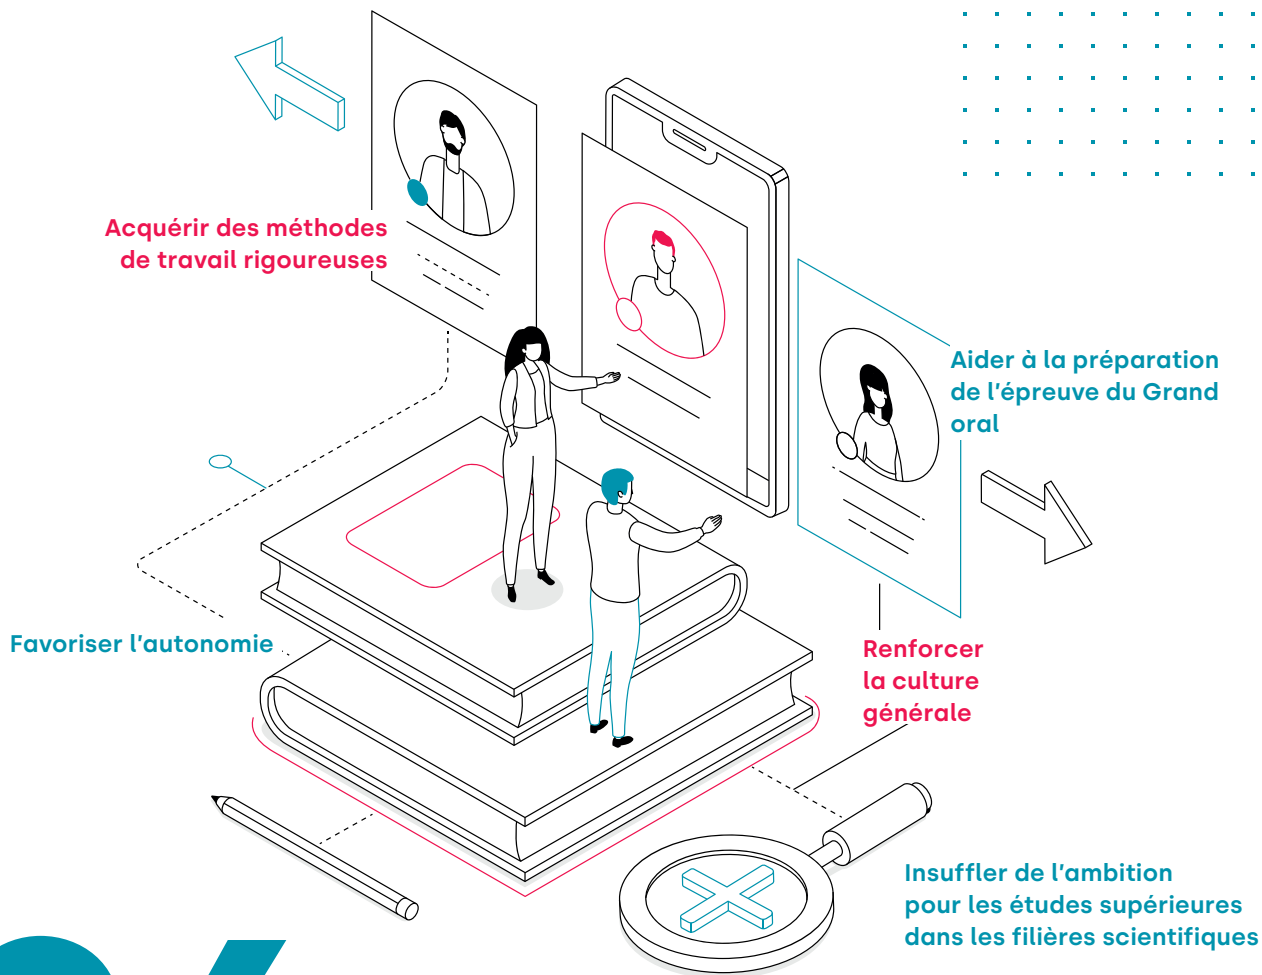 Acquérir des méthodes
de travail rigoureuses
Aider à la préparation
de l'épreuve du Grand
oral
Favoriser l'autonomie
Renforcer
la culture
générale
Insuffler de l'ambition
pour les études supérieures
dans les filières scientifiques